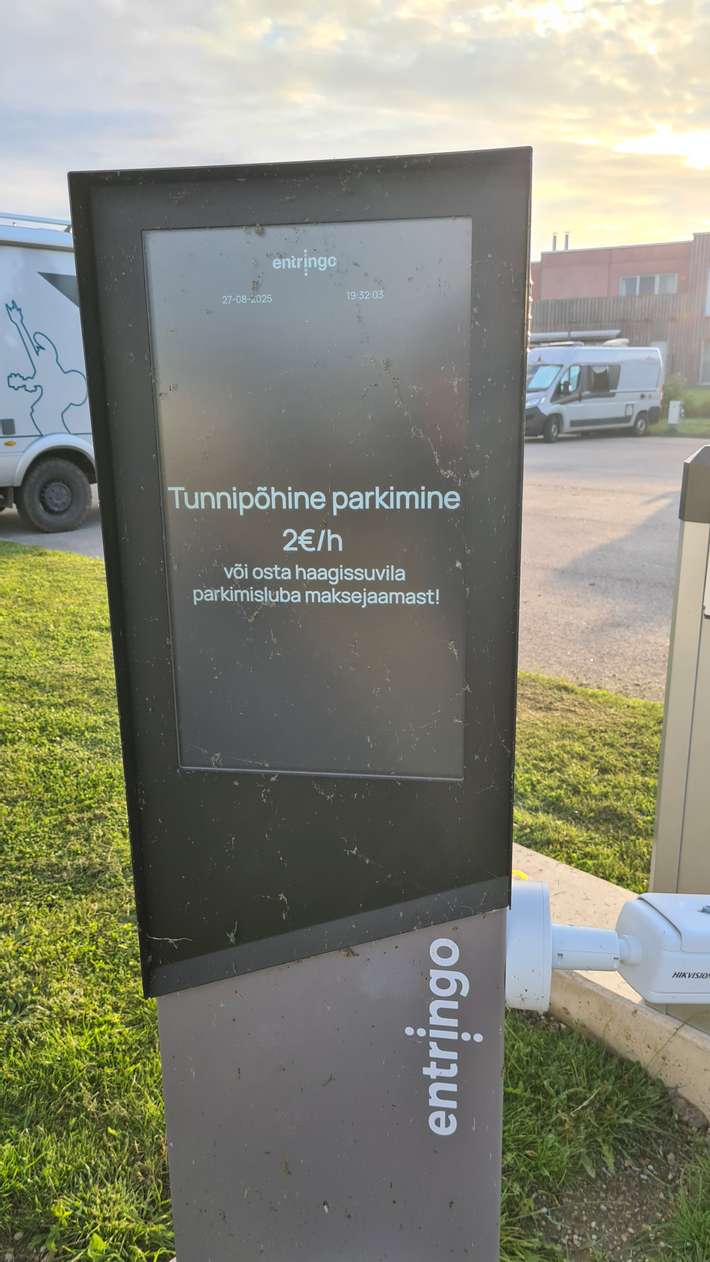 entringo
27-08-2025 19:32:03
Tunnipõhine parkimine
2€/h
või osta haagissuvila
parkimisluba maksejaamast!
entringo
HIKVISION